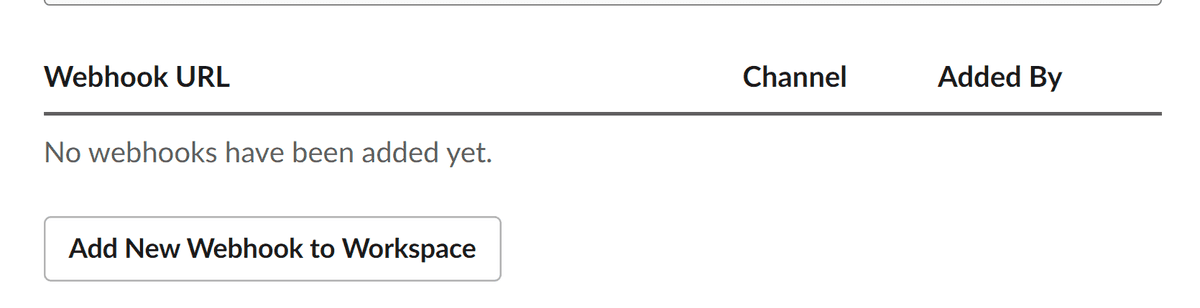 Webhook URL Channel Added By
No webhooks have been added yet.
Add New Webhook to Workspace